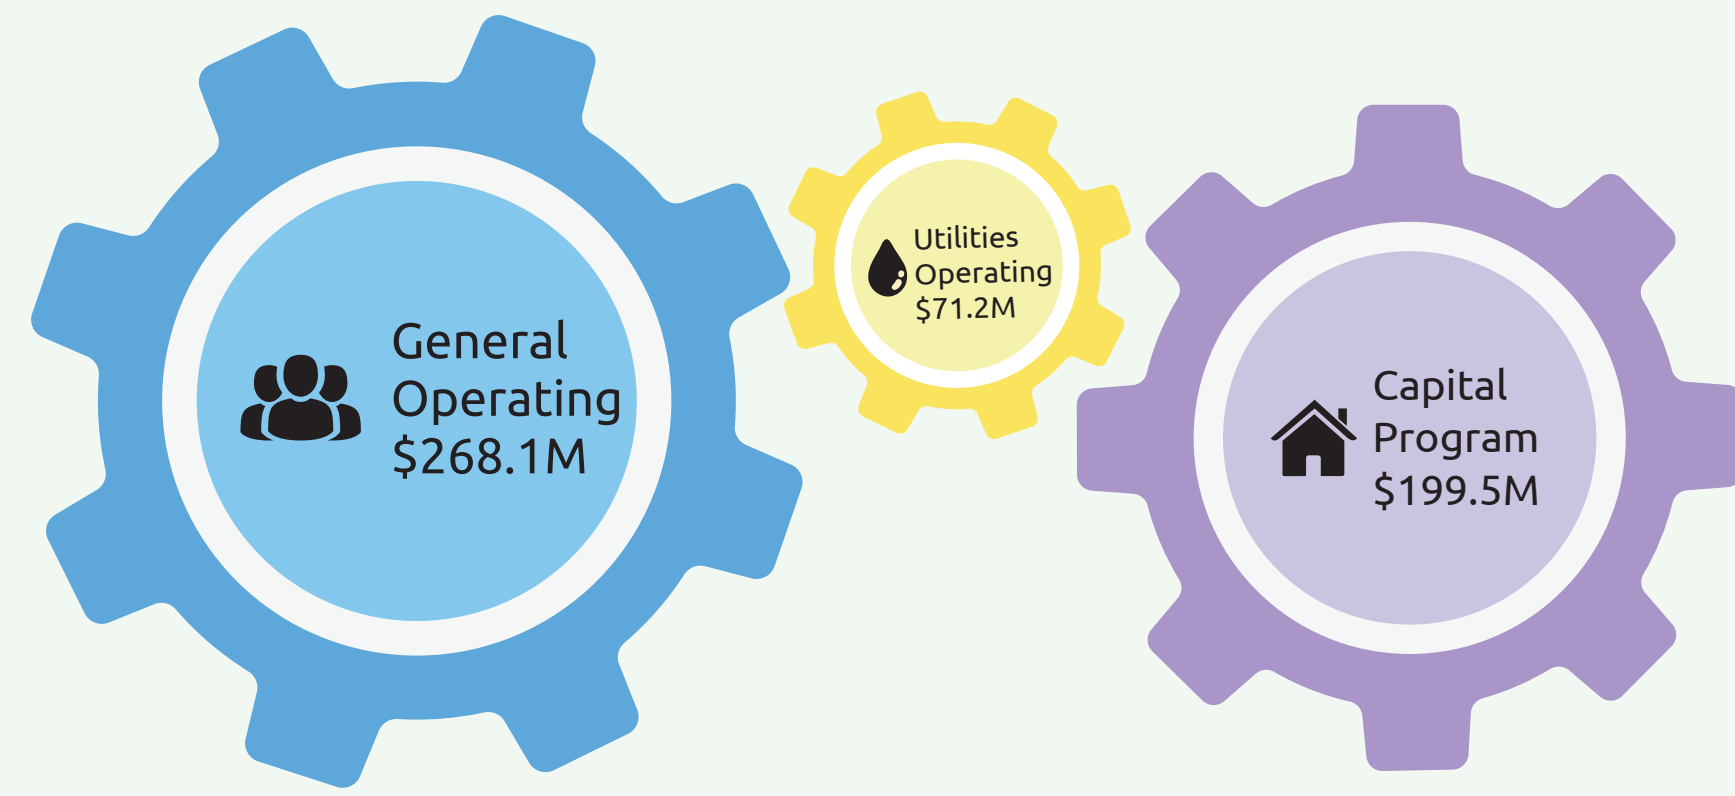 General
Operating
$268.1M
Utilities
Operating
$71.2M
Capital
Program
$199.5M